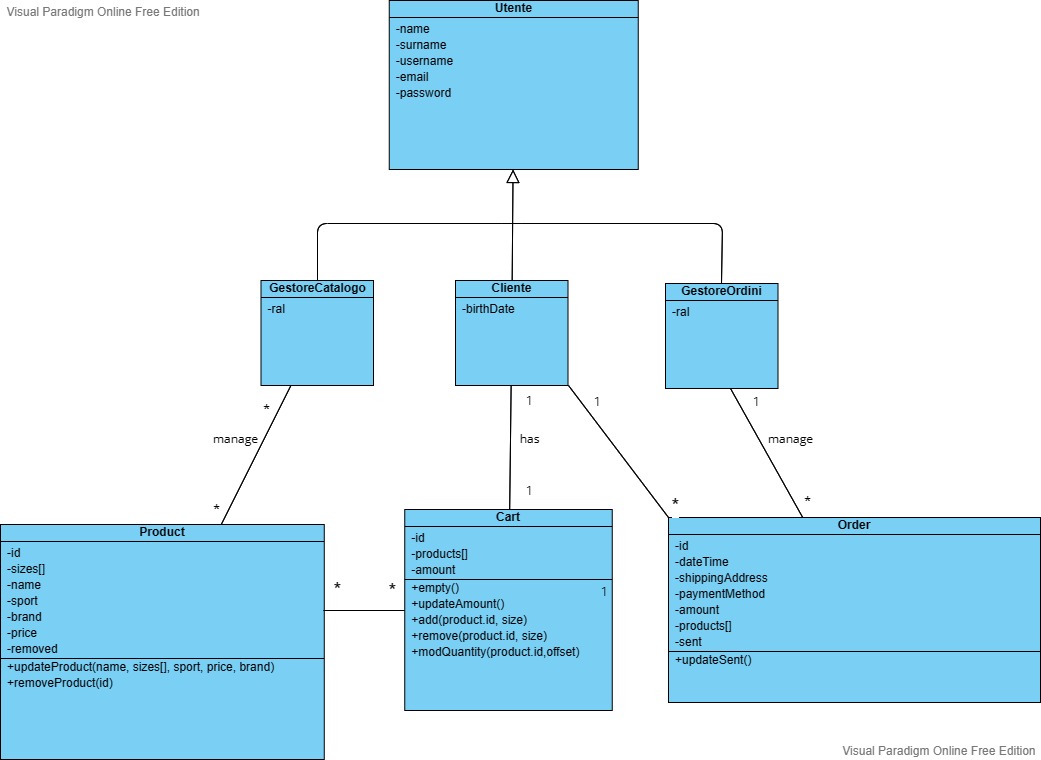 Visual Paradigm Online Free Edition
Utente
-name
-surname
-username
-email
-password
GestoreCatalogo
-ral
Cliente
-birthDate
GestoreOrdini
-ral
*
manage
*
1
has
1
1
*
1
manage
*
Product
-id
-sizes[]
-name
-sport
-brand
-price
-removed
+updateProduct(name, sizes[], sport, price, brand)
+removeProduct(id)
*
*
Cart
-id
-products[]
-amount
+empty()
1
+updateAmount()
+add(product.id, size)
+remove(product.id, size)
+modQuantity(product.id,offset)
Order
-id
-dateTime
-shippingAddress
-paymentMethod
-amount
-products[]
-sent
+updateSent()
Visual Paradigm Online Free Edition